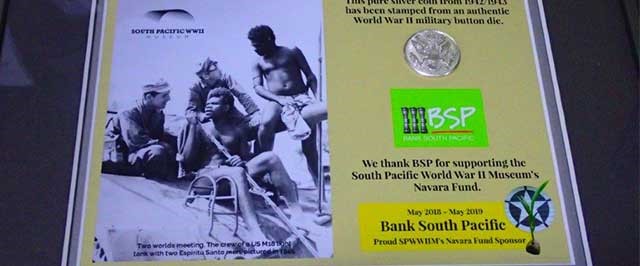 SOUTH PACIFIC WWII
MUSEUM
Two worlds meeting. The crew of a US M18 light
tank with two Espiritu Santo men pictured in
This pure silver coin from 1942/1943
has been stamped from an authentic
World War II military button die.
BSP
BANK SOUTH PACIFIC
We thank BSP for supporting the
South Pacific World War II Museum's
Navara Fund.
May 2018 - May 2019
Bank South Pacific
Proud SPWWIIM's Navara Fund Sponsor